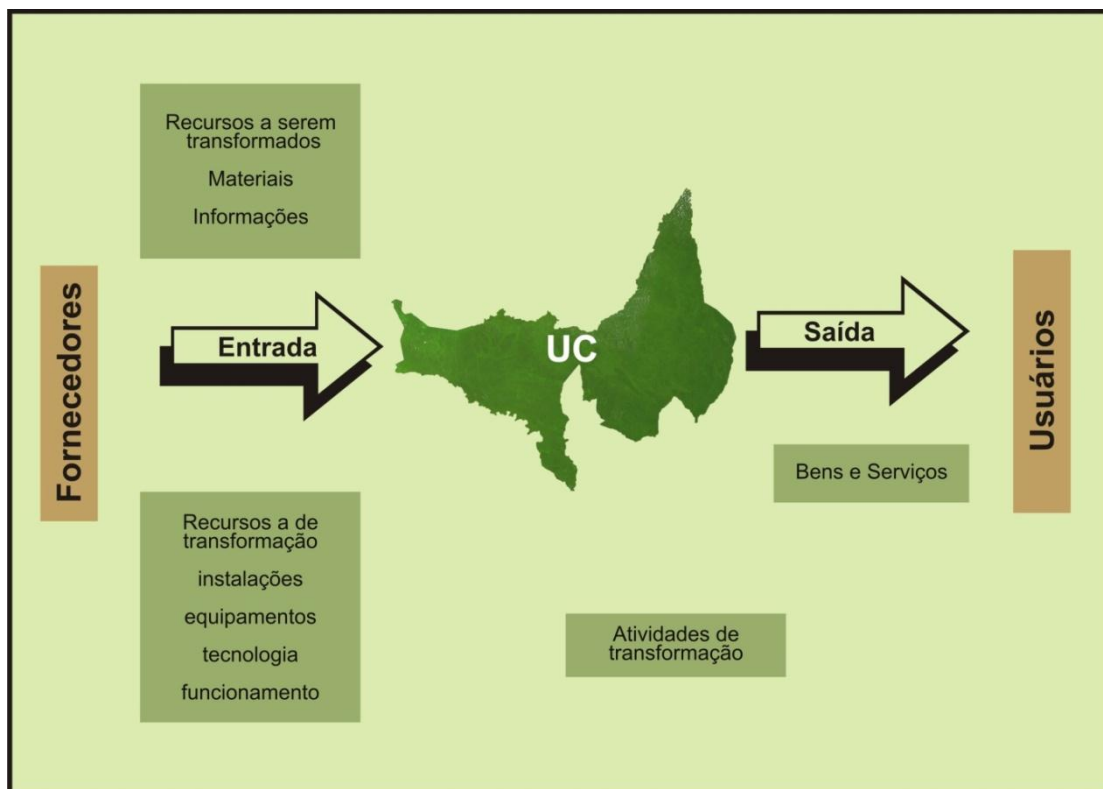 Fornecedores
Recursos a serem
transformados
Materiais
Informações
Entrada
Recursos a de
transformação
instalações
equipamentos
tecnologia
funcionamento
UC
Atividades de
transformação
Saída
Bens e Serviços
Usuários